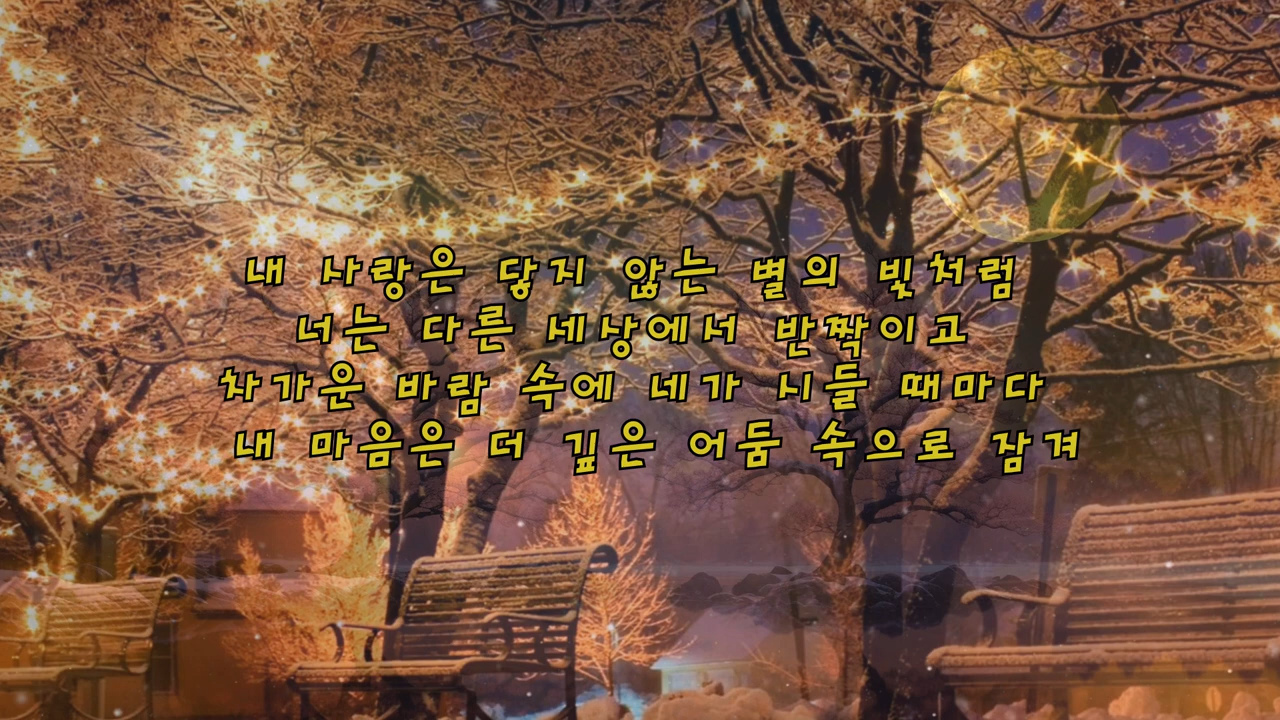 내 사랑은 닿지 않는 별의 빛처럼
너는 다른 세상에서 반짝이고
차가운 바람 속에 네가 시들 때마다
내 마음은 더 깊은 어둠 속으로 잠겨